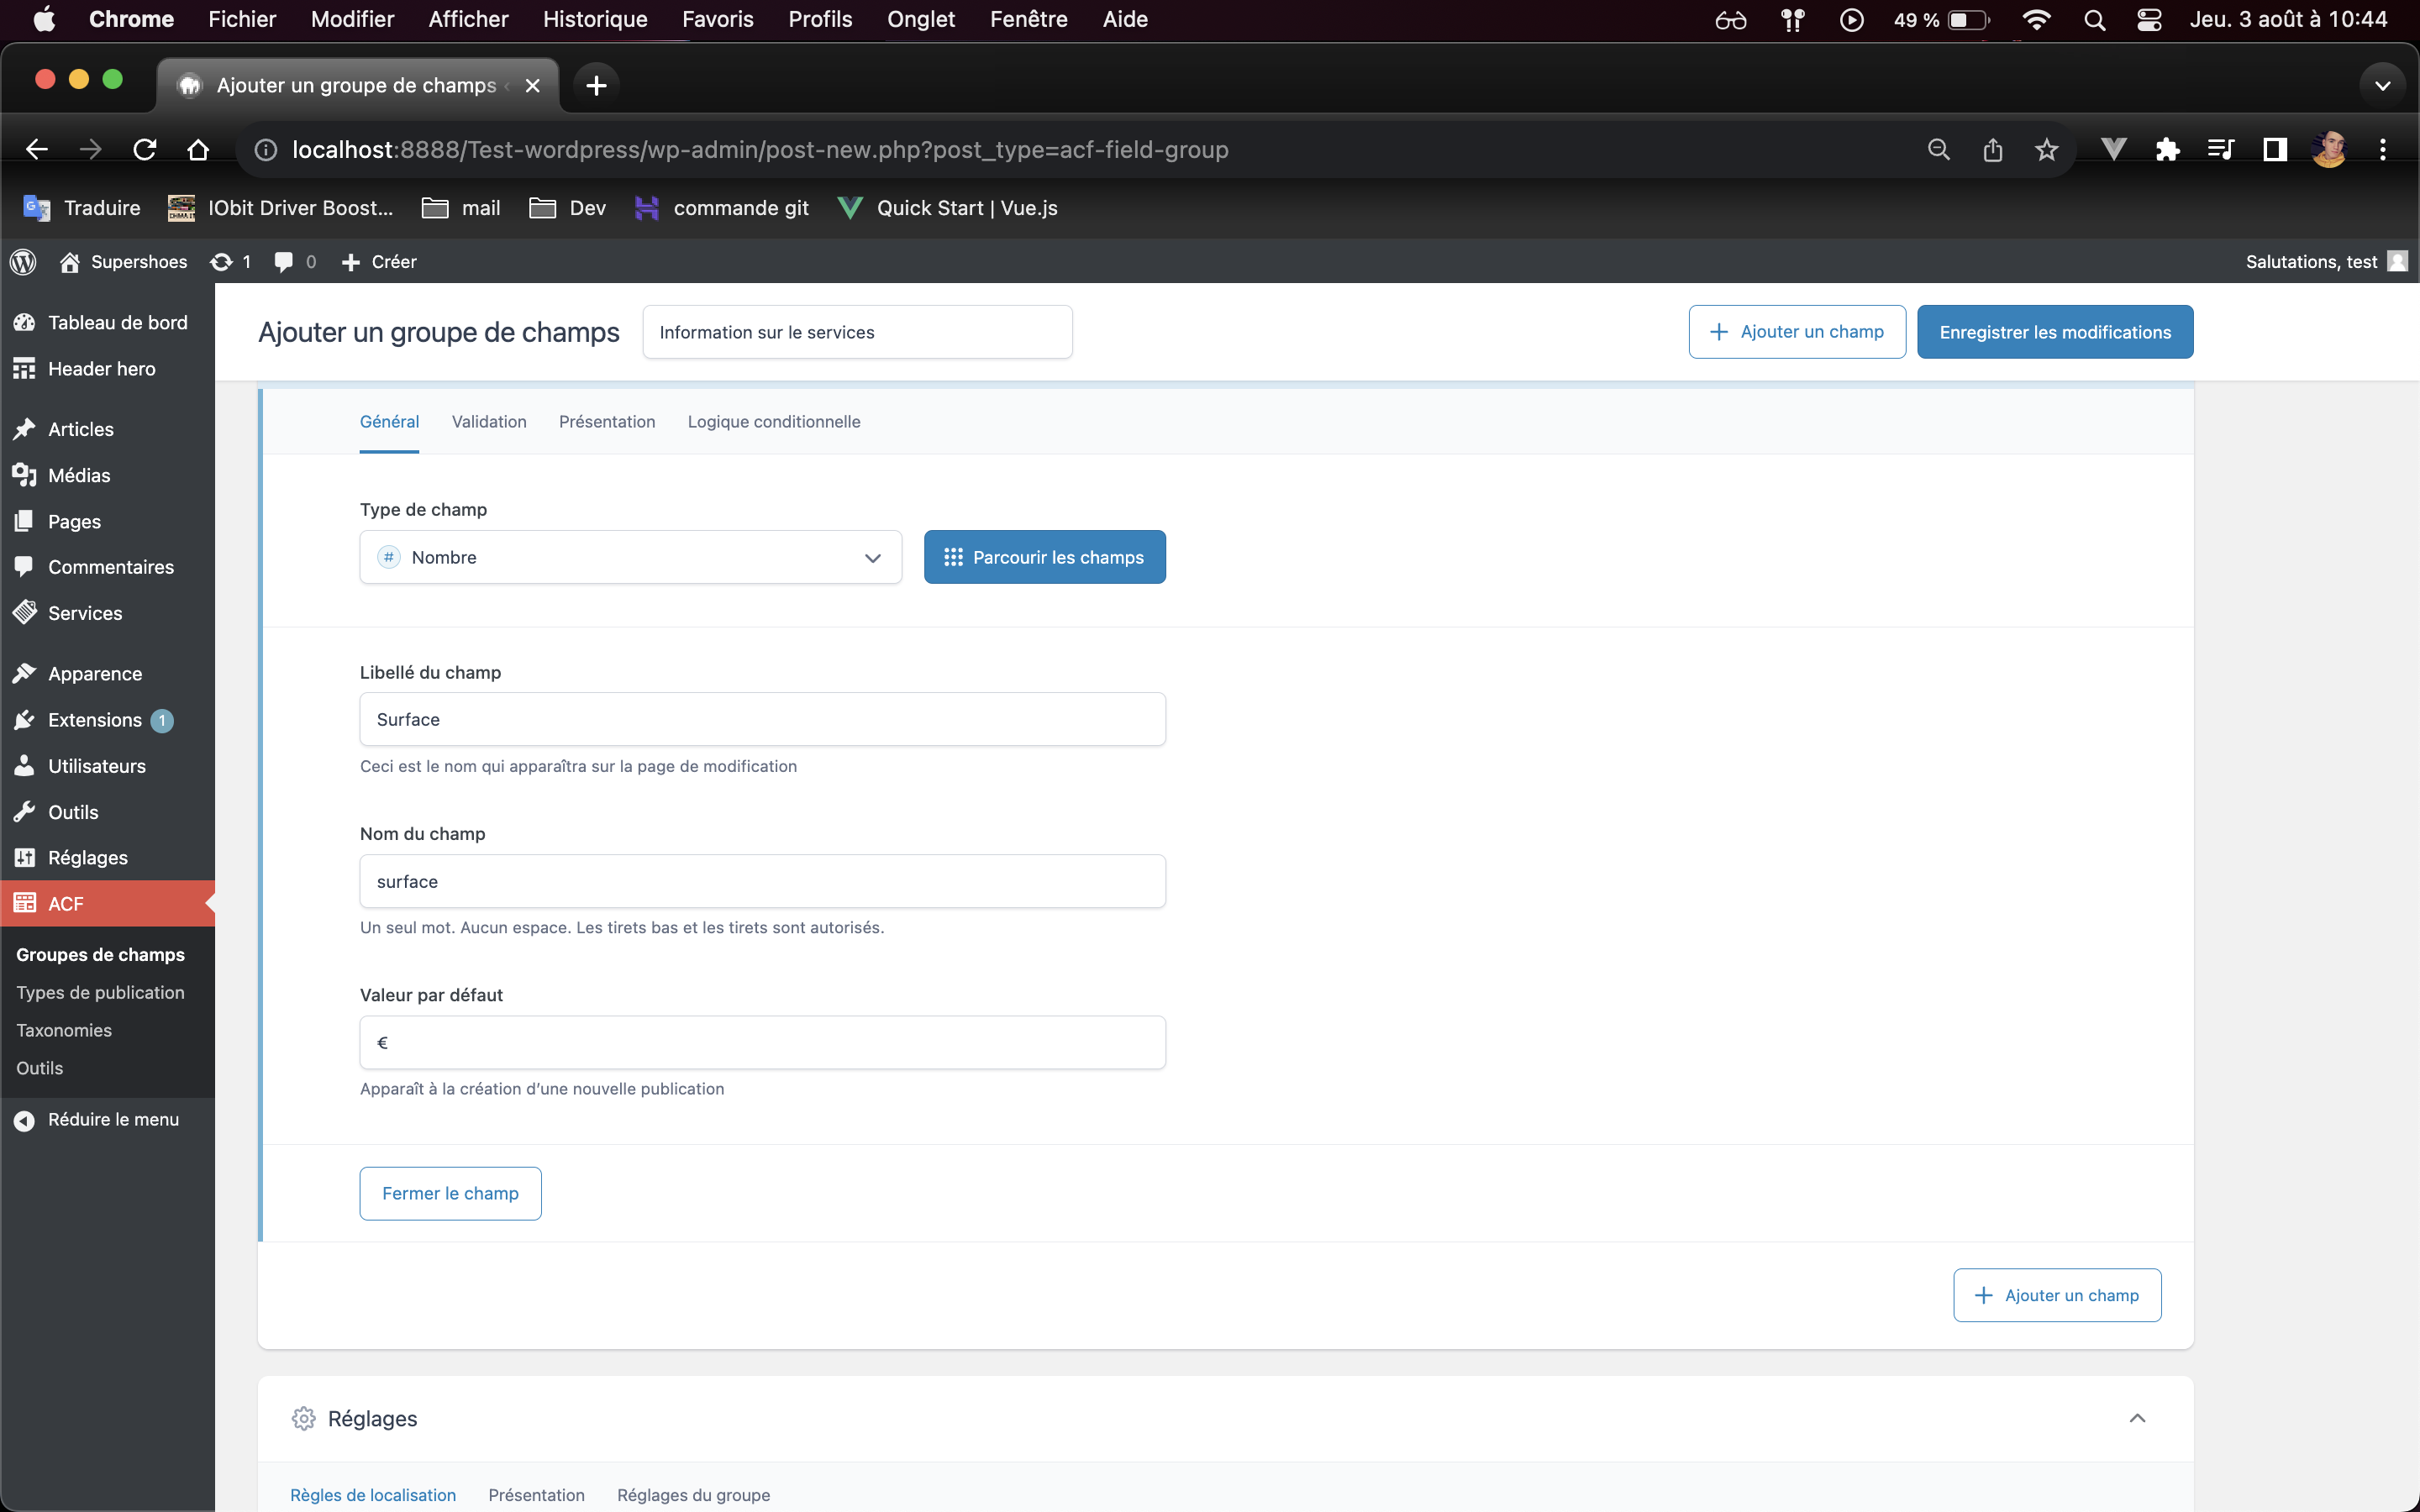 Chrome Fichier Modifier Afficher Historique Favoris Profils Onglet Fenêtre Aide 49 % Jeu. 3 août à 10:44
Ajouter un groupe de champs ‹
localhost:8888/Test-wordpress/wp-admin/post-new.php?post_type=acf-field-group
Traduire IObit Driver Boost... mail Dev commande git Quick Start | Vue.js
Supershoes 1 0 Créer Salutations, test
Tableau de bord
Header hero
Articles
Médias
Pages
Commentaires
Services
Apparence
Extensions 1
Utilisateurs
Outils
Réglages
ACF
Groupes de champs
Types de publication
Taxonomies
Outils
Réduire le menu
Ajouter un groupe de champs Information sur le services + Ajouter un champ Enregistrer les modifications
Général Validation Présentation Logique conditionnelle
Type de champ
# Nombre Parcourir les champs
Libellé du champ
Surface
Ceci est le nom qui apparaîtra sur la page de modification
Nom du champ
surface
Un seul mot. Aucun espace. Les tirets bas et les tirets sont autorisés.
Valeur par défaut
€
Apparaît à la création d’une nouvelle publication
Fermer le champ
+ Ajouter un champ
Réglages
Règles de localisation Présentation Réglages du groupe